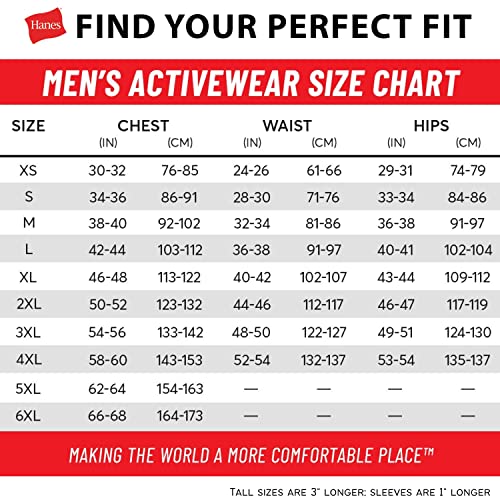 Hanes FIND YOUR PERFECT FIT
MEN'S ACTIVEWEAR SIZE CHART
SIZE CHEST WAIST HIPS
(IN) (CM) (IN) (CM) (IN) (CM)
XS 30-32 76-85 24-26 61-66 29-31 74-79
S 34-36 86-91 28-30 71-76 33-34 84-86
M 38-40 92-102 32-34 81-86 36-38 91-97
L 42-44 103-112 36-38 91-97 40-41 102-104
XL 46-48 113-122 40-42 102-107 43-44 109-112
2XL 50-52 123-132 44-46 112-117 46-47 117-119
3XL 54-56 133-142 48-50 122-127 49-51 124-130
4XL 58-60 143-153 52-54 132-137 53-54 135-137
5XL 62-64 154-163 — — — —
6XL 66-68 164-173 — — — —
MAKING THE WORLD A MORE COMFORTABLE PLACE™
TALL SIZES ARE 3" LONGER: SLEEVES ARE 1" LONGER